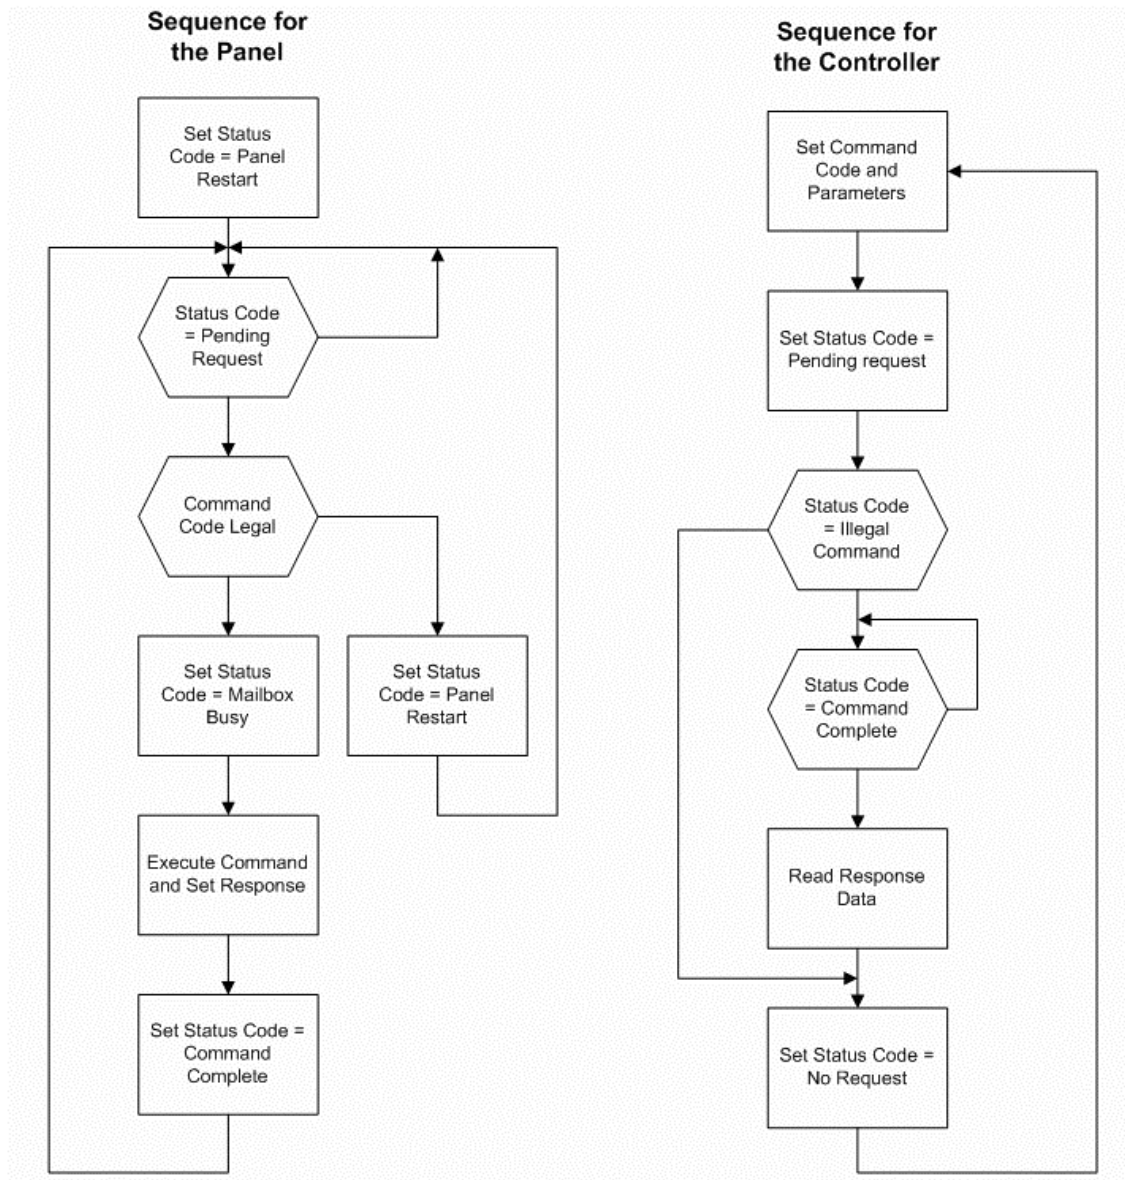 Sequence for
the Panel
Set Status
Code = Panel
Restart
Status Code
= Pending
Request
Command
Code Legal
Set Status
Code = Mailbox
Busy
Set Status
Code = Panel
Restart
Execute Command
and Set Response
Set Status Code =
Command
Complete
Sequence for
the Controller
Set Command
Code and
Parameters
Set Status Code =
Pending request
Status Code
= Illegal
Command
Status Code
= Command
Complete
Read Response
Data
Set Status Code =
No Request